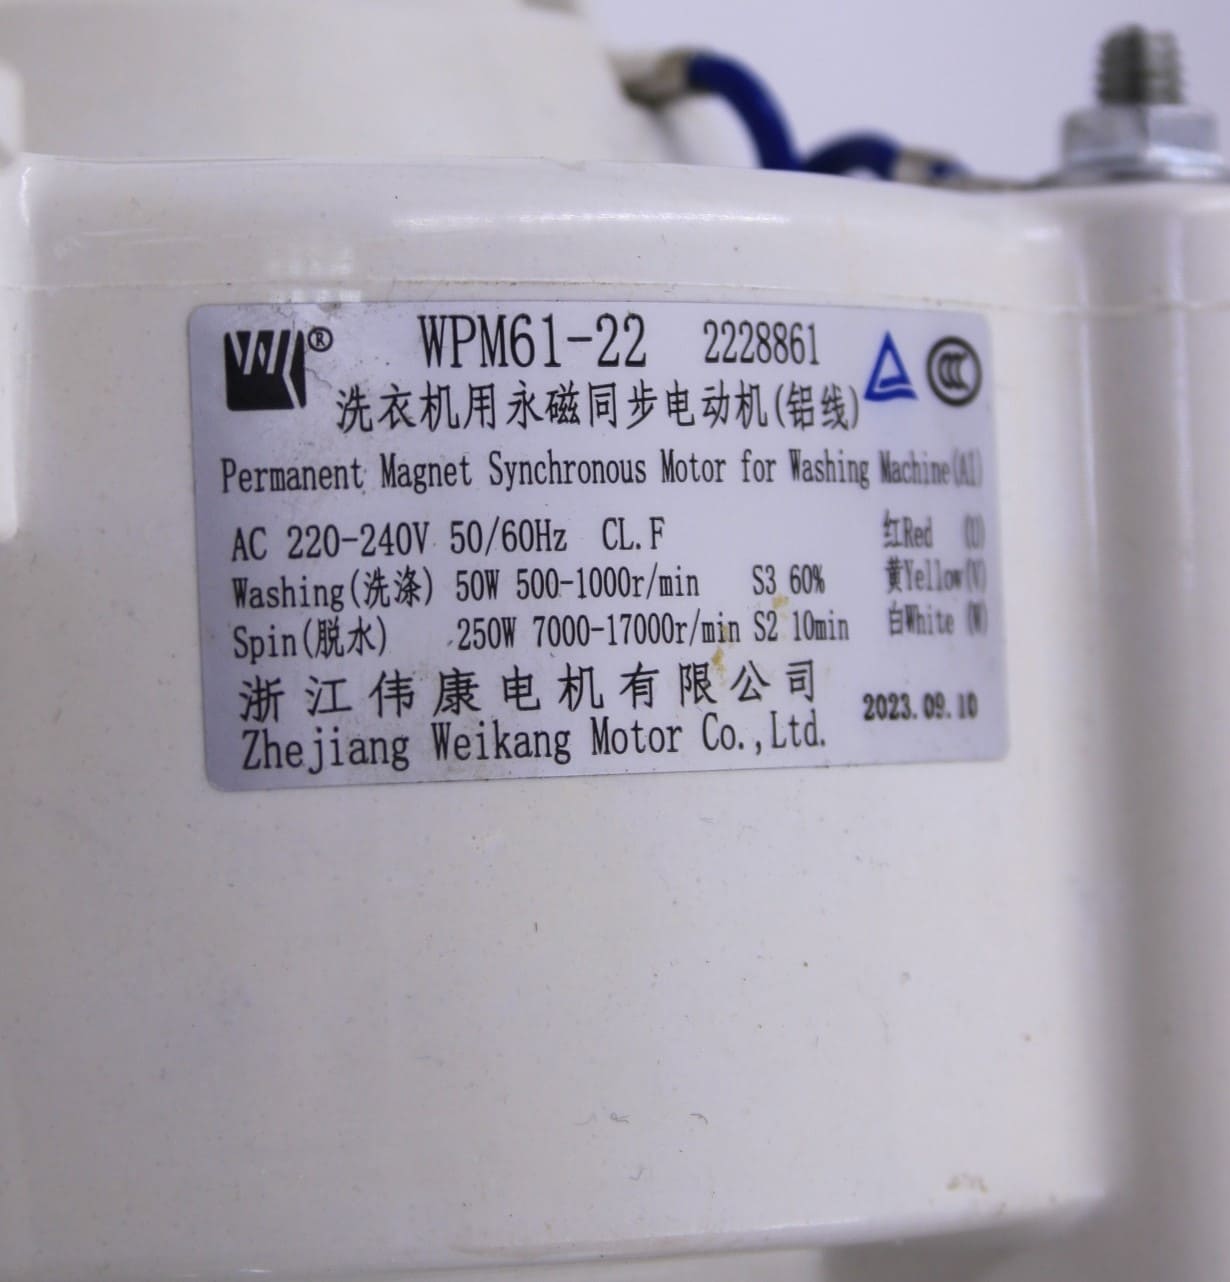 WK® WPM61-22 2228861
洗衣机用永磁同步电动机(铝线)
Permanent Magnet Synchronous Motor for Washing Machine(Al)
AC 220-240V 50/60Hz CL.F 红Red (U)
Washing(洗涤) 50W 500-1000r/min S3 60% 黄Yellow(V)
Spin(脱水) 250W 7000-17000r/min S2 10min 白White (W)
浙江伟康电机有限公司 2023.09.10
Zhejiang Weikang Motor Co.,Ltd.